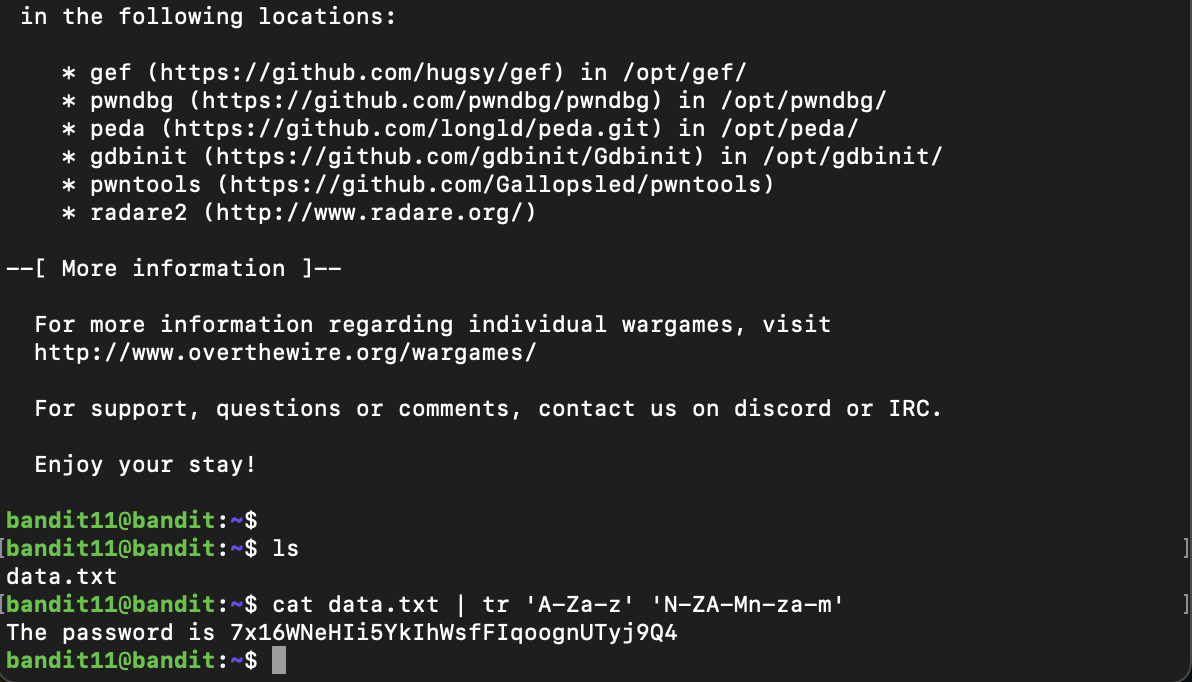 in the following locations:
* gef (https://github.com/hugsy/gef) in /opt/gef/
* pwndbg (https://github.com/pwndbg/pwndbg) in /opt/pwndbg/
* peda (https://github.com/longld/peda.git) in /opt/peda/
* gdbinit (https://github.com/gdbinit/Gdbinit) in /opt/gdbinit/
* pwntools (https://github.com/Gallopsled/pwntools)
* radare2 (http://www.radare.org/)
--[ More information ]--
For more information regarding individual wargames, visit
http://www.overthewire.org/wargames/
For support, questions or comments, contact us on discord or IRC.
Enjoy your stay!
bandit11@bandit:~$
[bandit11@bandit:~$ ls ]
data.txt
[bandit11@bandit:~$ cat data.txt | tr 'A-Za-z' 'N-ZA-Mn-za-m' ]
The password is 7x16WNeHIi5YkIhWsfFIqoognUTyj9Q4
bandit11@bandit:~$